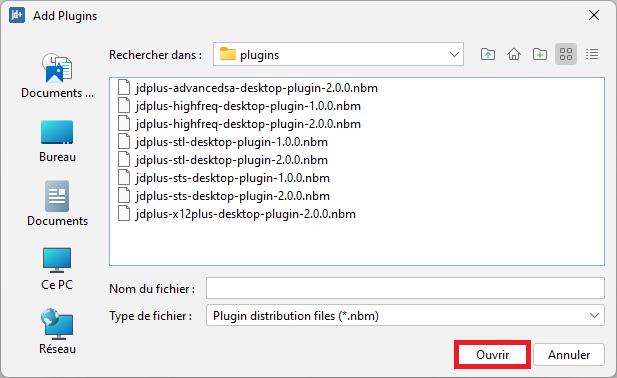 jd+ Add Plugins
Rechercher dans : plugins
Documents ...
Bureau
Documents
Ce PC
Réseau
jdplus-advancedsa-desktop-plugin-2.0.0.nbm
jdplus-highfreq-desktop-plugin-1.0.0.nbm
jdplus-highfreq-desktop-plugin-2.0.0.nbm
jdplus-stl-desktop-plugin-1.0.0.nbm
jdplus-stl-desktop-plugin-2.0.0.nbm
jdplus-sts-desktop-plugin-1.0.0.nbm
jdplus-sts-desktop-plugin-2.0.0.nbm
jdplus-x12plus-desktop-plugin-2.0.0.nbm
Nom du fichier :
Type de fichier : Plugin distribution files (*.nbm)
Ouvrir Annuler